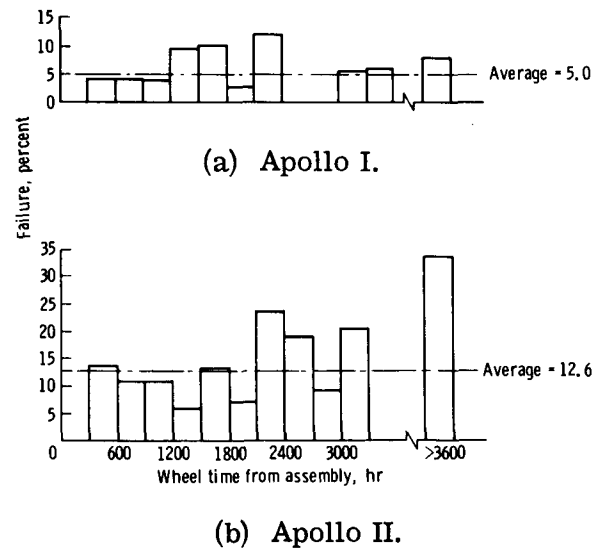 Failure, percent
15
10
5
0
Average = 5.0
(a) Apollo I.
35
30
25
20
15
10
5
0
Average = 12.6
600 1200 1800 2400 3000 >3600
Wheel time from assembly, hr
(b) Apollo II.